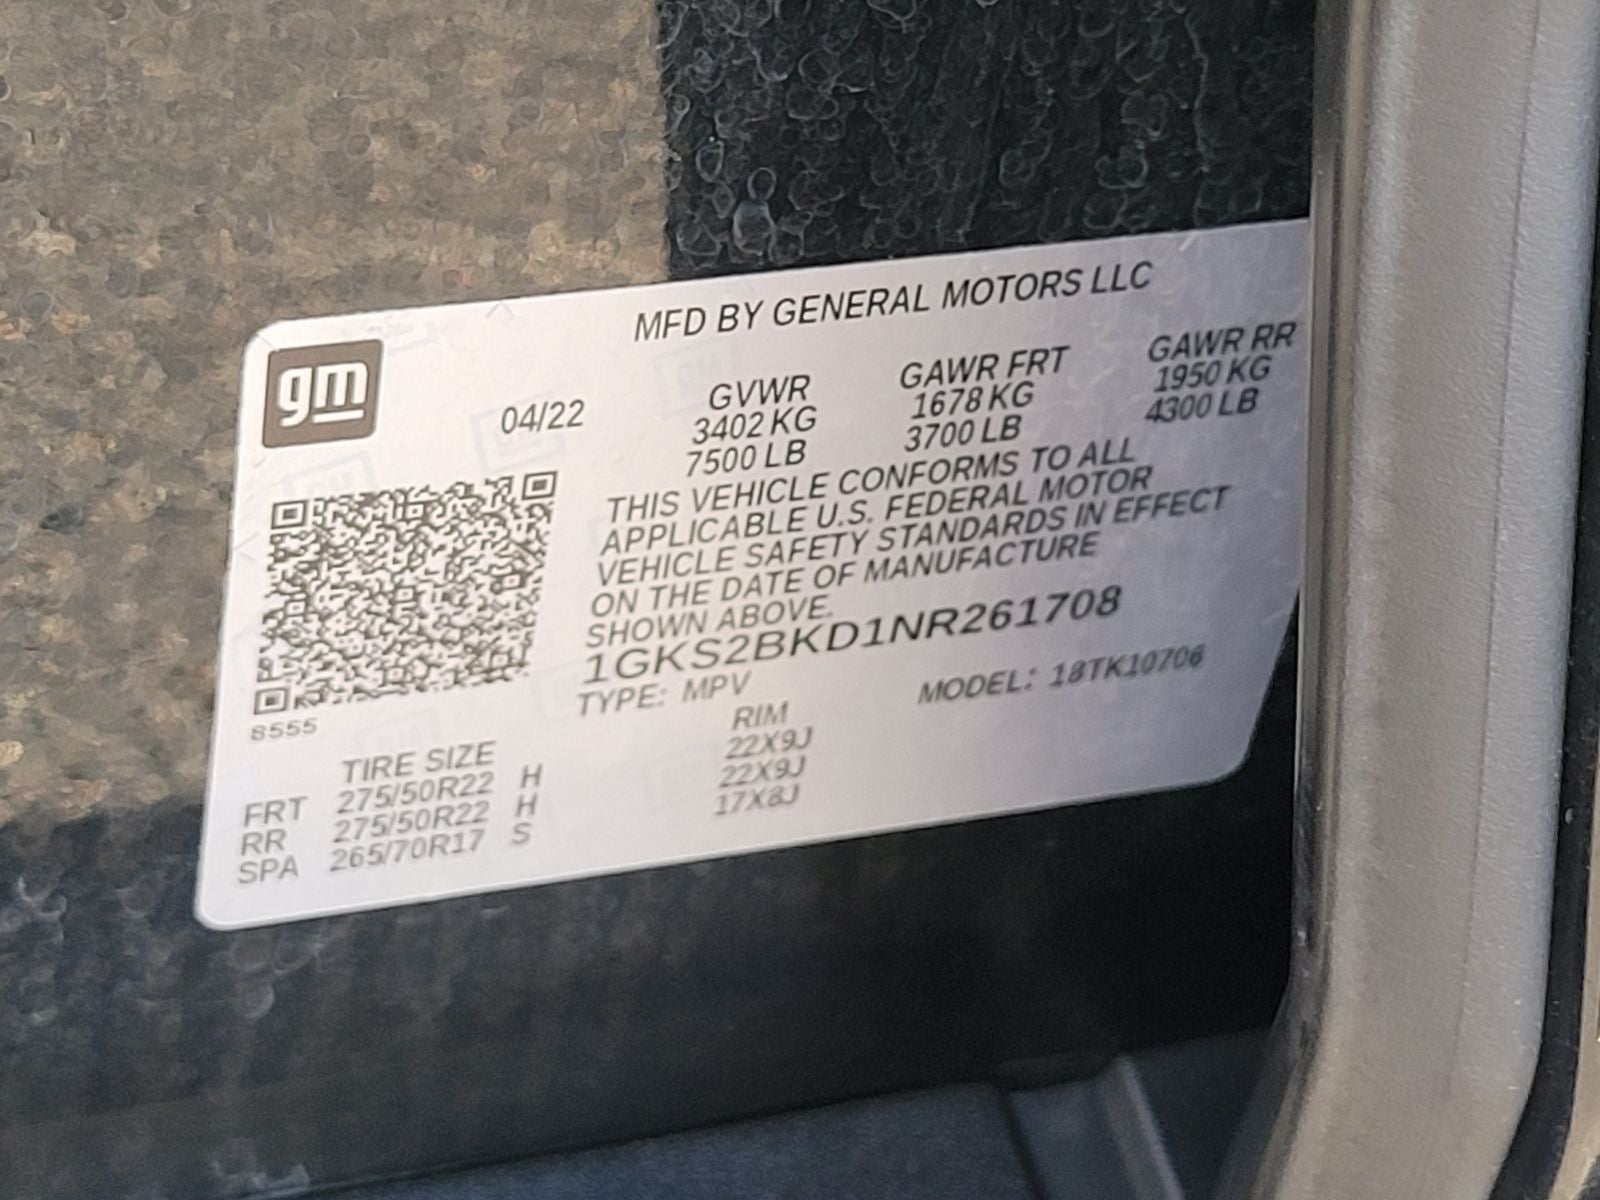 MFD BY GENERAL MOTORS LLC
gm
04/22
GVWR
3402 KG
7500 LB
GAWR FRT
1678 KG
3700 LB
GAWR RR
1950 KG
4300 LB
THIS VEHICLE CONFORMS TO ALL
APPLICABLE U.S. FEDERAL MOTOR
VEHICLE SAFETY STANDARDS IN EFFECT
ON THE DATE OF MANUFACTURE
SHOWN ABOVE.
1GKS2BKD1NR261708
TYPE: MPV MODEL: 18TK10706
8555
TIRE SIZE RIM
FRT 275/50R22 H 22X9J
RR 275/50R22 H 22X9J
SPA 265/70R17 S 17X8J